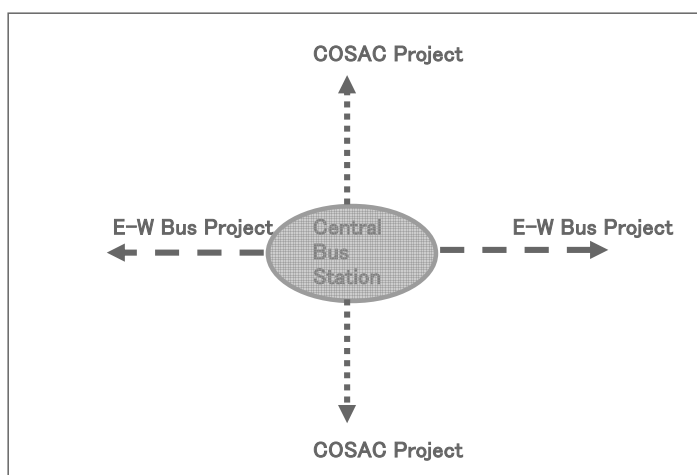 COSAC Project
E-W Bus Project
Central
Bus
Station
E-W Bus Project
COSAC Project